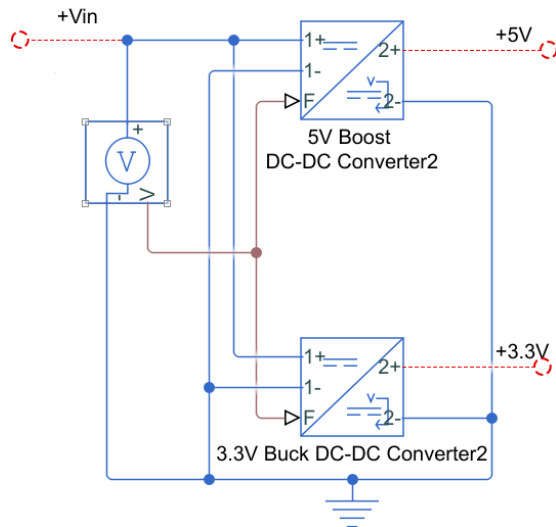 +Vin
+5V
1+
2+
1-
F
v
2-
+
V
-
V
5V Boost
DC-DC Converter2
+3.3V
1+
2+
1-
F
v
2-
3.3V Buck DC-DC Converter2